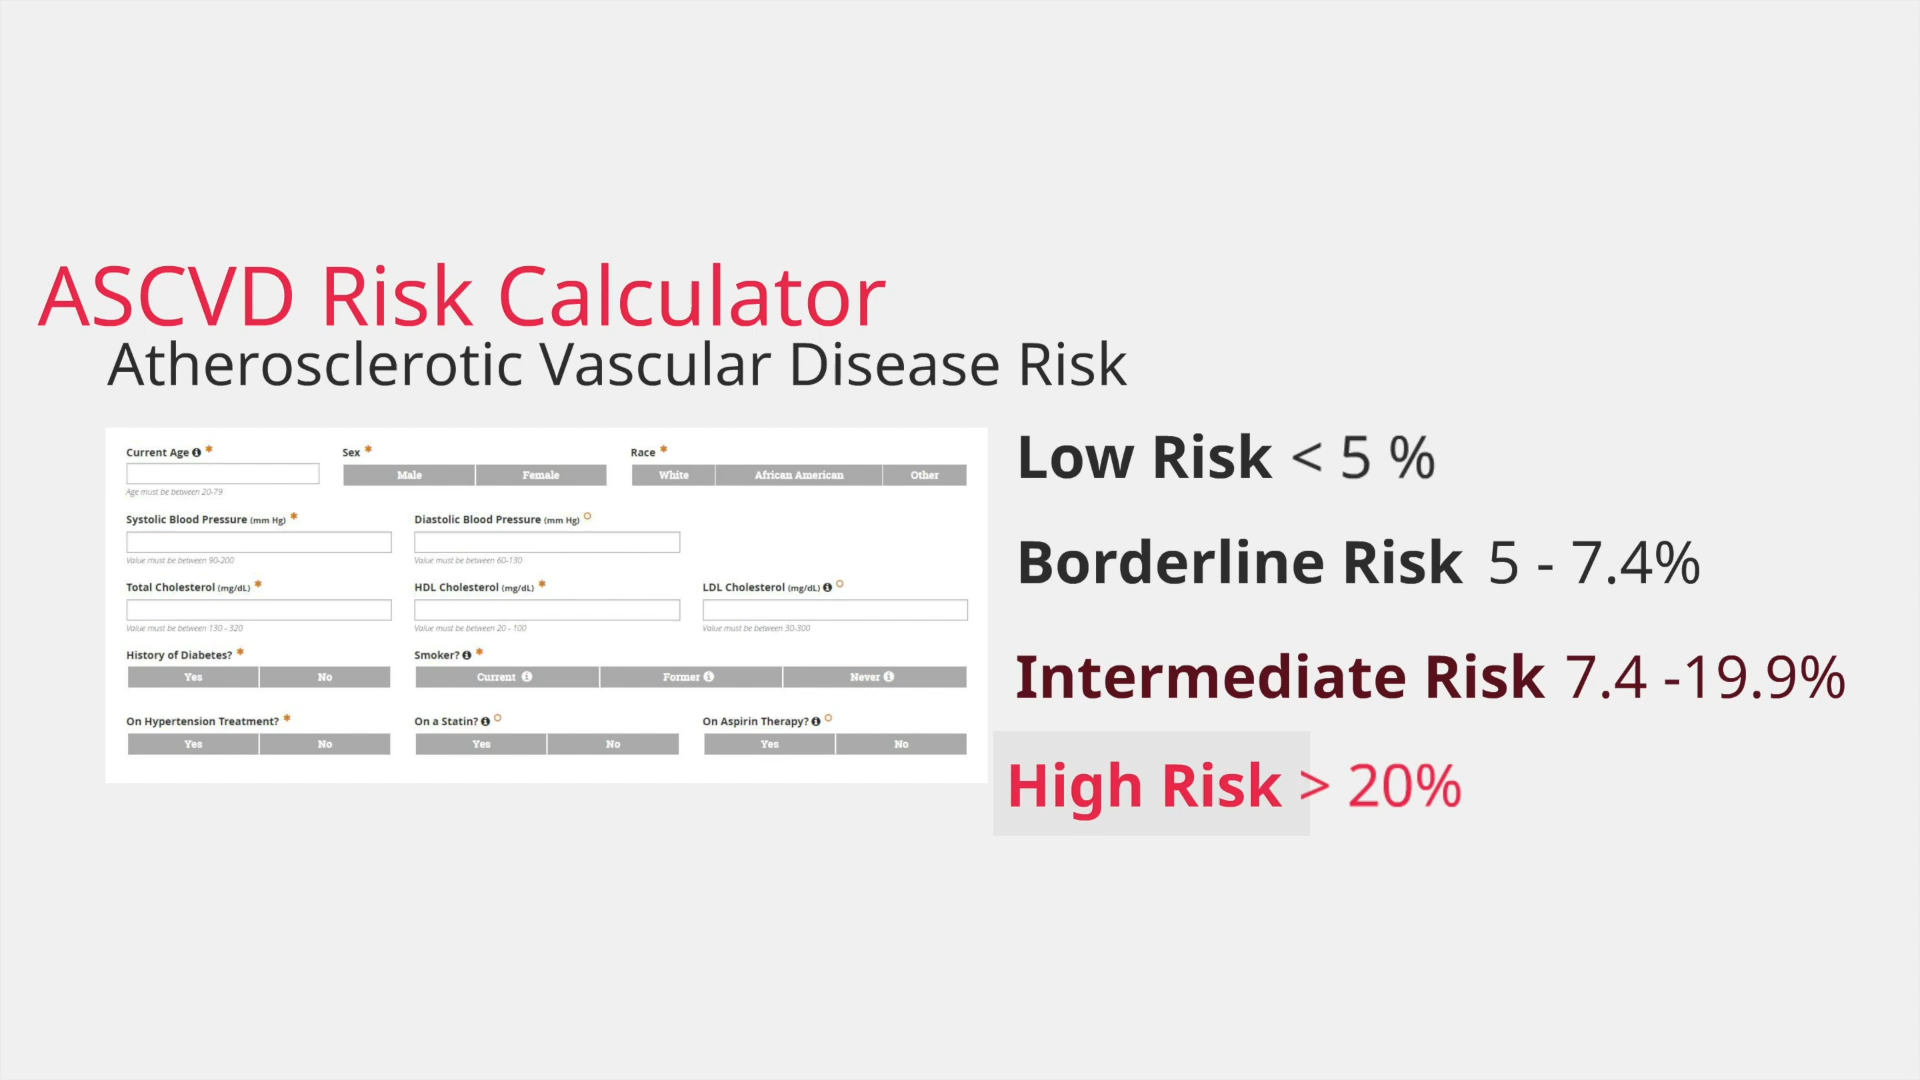 ASCVD Risk Calculator
Atherosclerotic Vascular Disease Risk
Current Age i *
Sex *
Race *
Male Female
White African American Other
Age must be between 20-79
Systolic Blood Pressure (mm Hg) *
Diastolic Blood Pressure (mm Hg) O
Value must be between 90-200
Value must be between 60-130
Total Cholesterol (mg/dL) *
HDL Cholesterol (mg/dL) *
LDL Cholesterol (mg/dL) i O
Value must be between 130 - 320
Value must be between 20 - 100
Value must be between 30-300
History of Diabetes? *
Smoker? i *
Yes No
Current i Former i Never i
On Hypertension Treatment? *
On a Statin? i O
On Aspirin Therapy? i O
Yes No
Yes No
Yes No
Low Risk < 5 %
Borderline Risk 5 - 7.4%
Intermediate Risk 7.4 -19.9%
High Risk > 20%